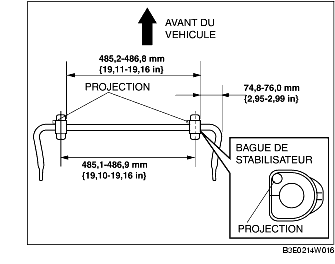 AVANT DU
VEHICULE
485,2-486,8 mm
{19,11-19,16 in}
PROJECTION
74,8-76,0 mm
{2,95-2,99 in}
485,1-486,9 mm
{19,10-19,16 in}
BAGUE DE
STABILISATEUR
PROJECTION
B3E0214W016